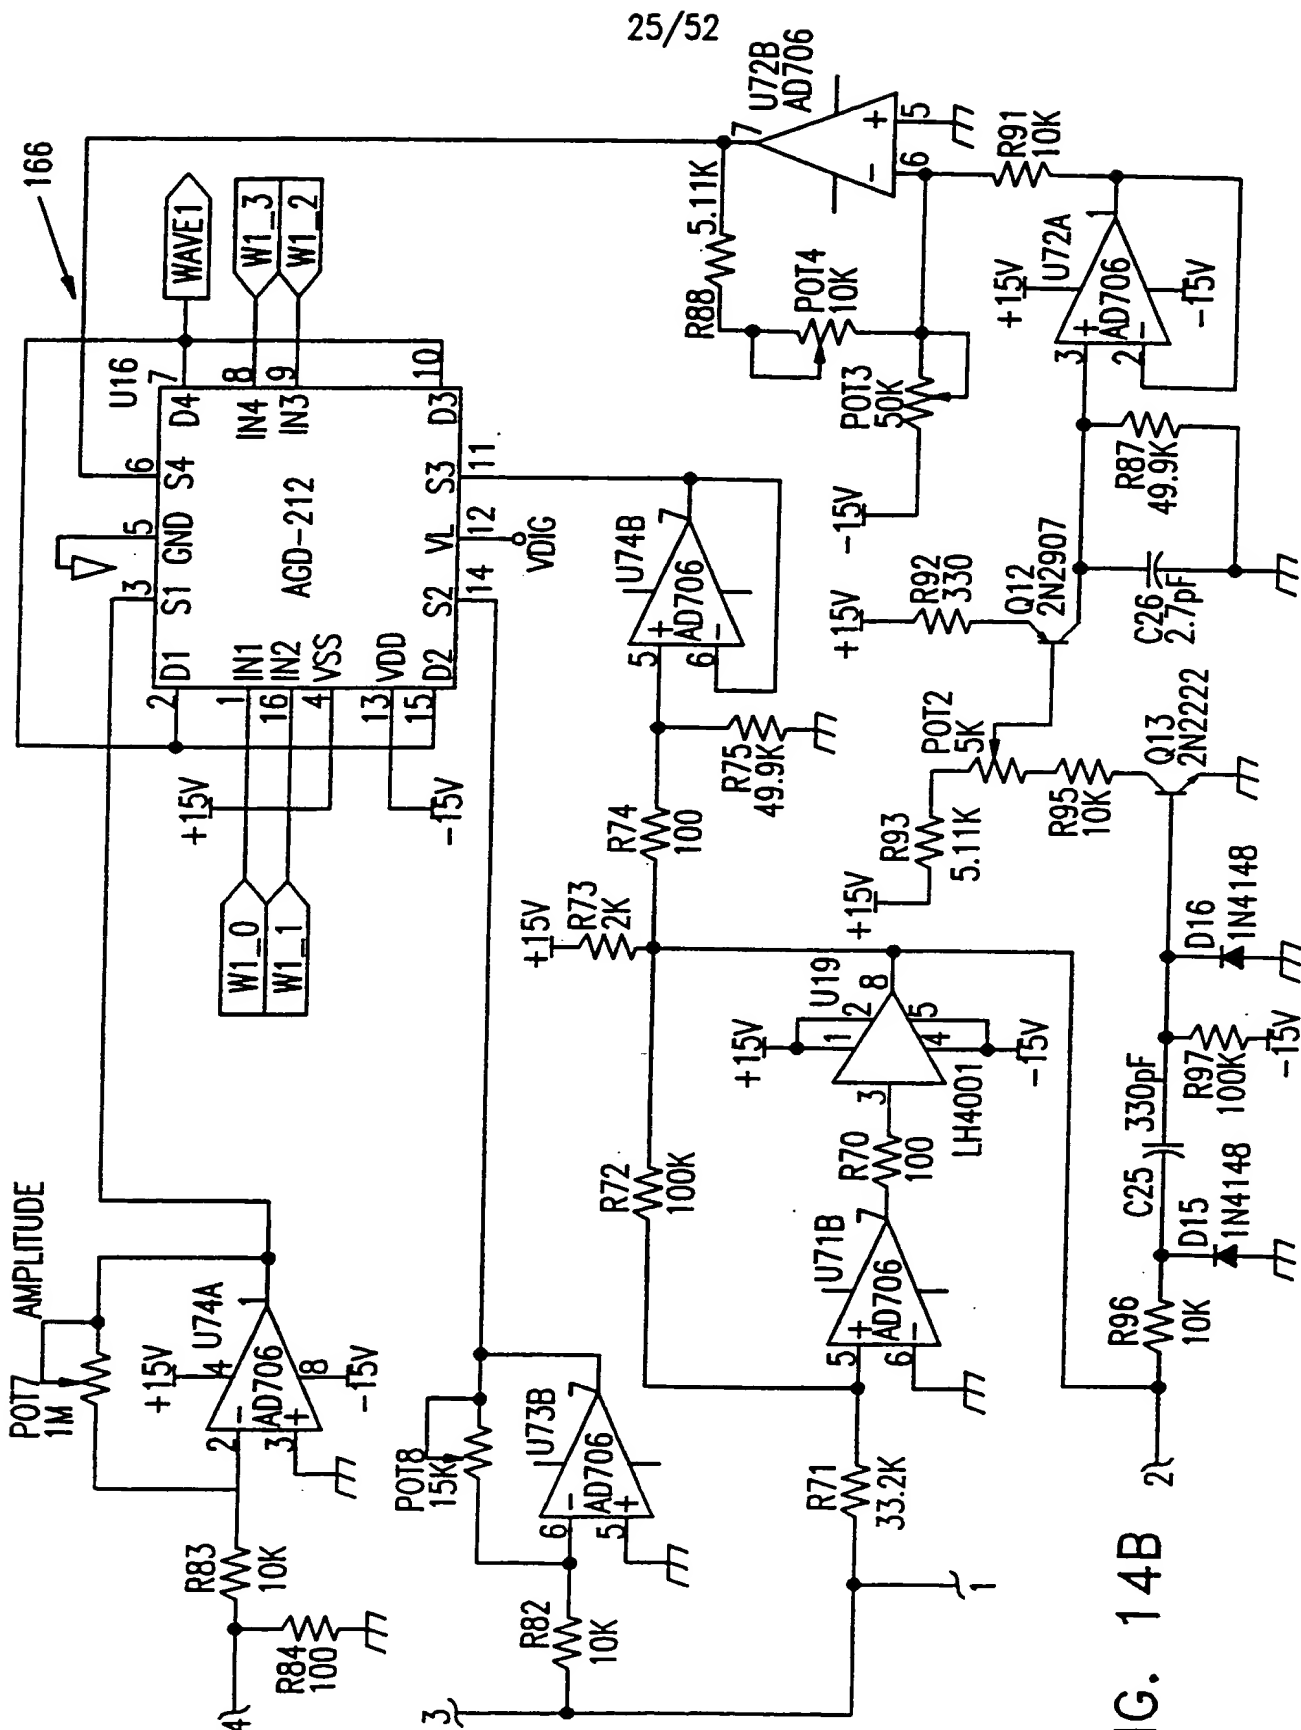 25/52
166
WAVE1
W1_3
W1_2
U16
7
D4
8
IN4
9
IN3
10
D3
6
S4
5
GND
3
S1
AGD-212
S3
11
VL
12
VDIG
S2
14
2
D1
1
IN1
16
IN2
4
VSS
13
VDD
15
D2
+15V
-15V
W1_0
W1_1
AMPLITUDE
POT7
1M
+15V
4
U74A
1
AD706
2
-
3
+
8
-15V
R83
10K
R84
100
4
POT8
15K
U73B
7
AD706
6
-
5
+
R82
10K
3
U74B
7
AD706
5
+
6
-
R75
49.9K
R74
100
+15V
R73
2K
R72
100K
+15V
U19
1
2
8
3
4
5
-15V
LH4001
R70
100
U71B
7
AD706
5
+
6
-
R71
33.2K
1
2
U72B
AD706
7
-
+
6
5
R88
5.11K
POT4
10K
POT3
50K
-15V
R91
10K
+15V
U72A
1
AD706
3
+
2
-
-15V
R87
49.9K
C26
2.7pF
+15V
R92
330
Q12
2N2907
POT2
5K
+15V
R93
5.11K
R95
10K
Q13
2N2222
D16
1N4148
R97
100K
-15V
330pF
C25
D15
1N4148
R96
10K
IG. 14B